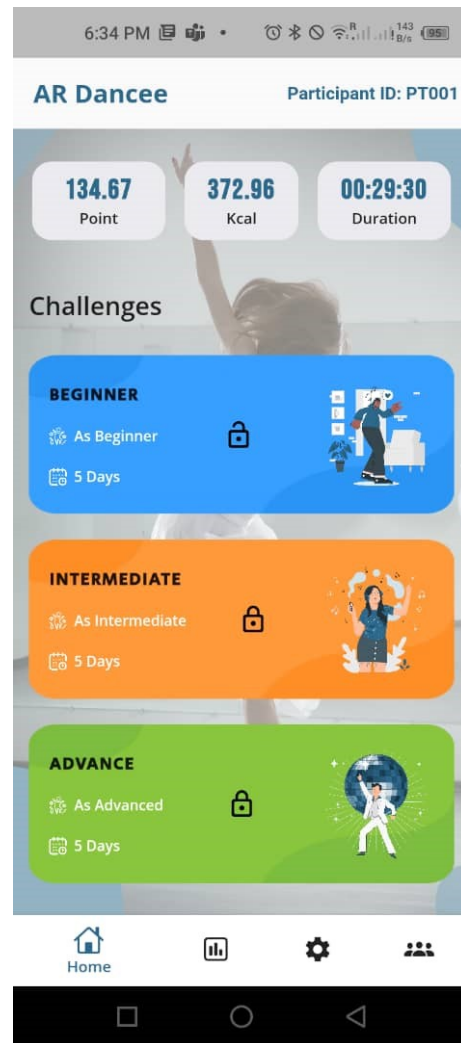 6:34 PM
R 143 B/s 95
AR Dancee Participant ID: PT001
134.67 372.96 00:29:30
Point Kcal Duration
Challenges
BEGINNER
As Beginner
5 Days
INTERMEDIATE
As Intermediate
5 Days
ADVANCE
As Advanced
5 Days
Home